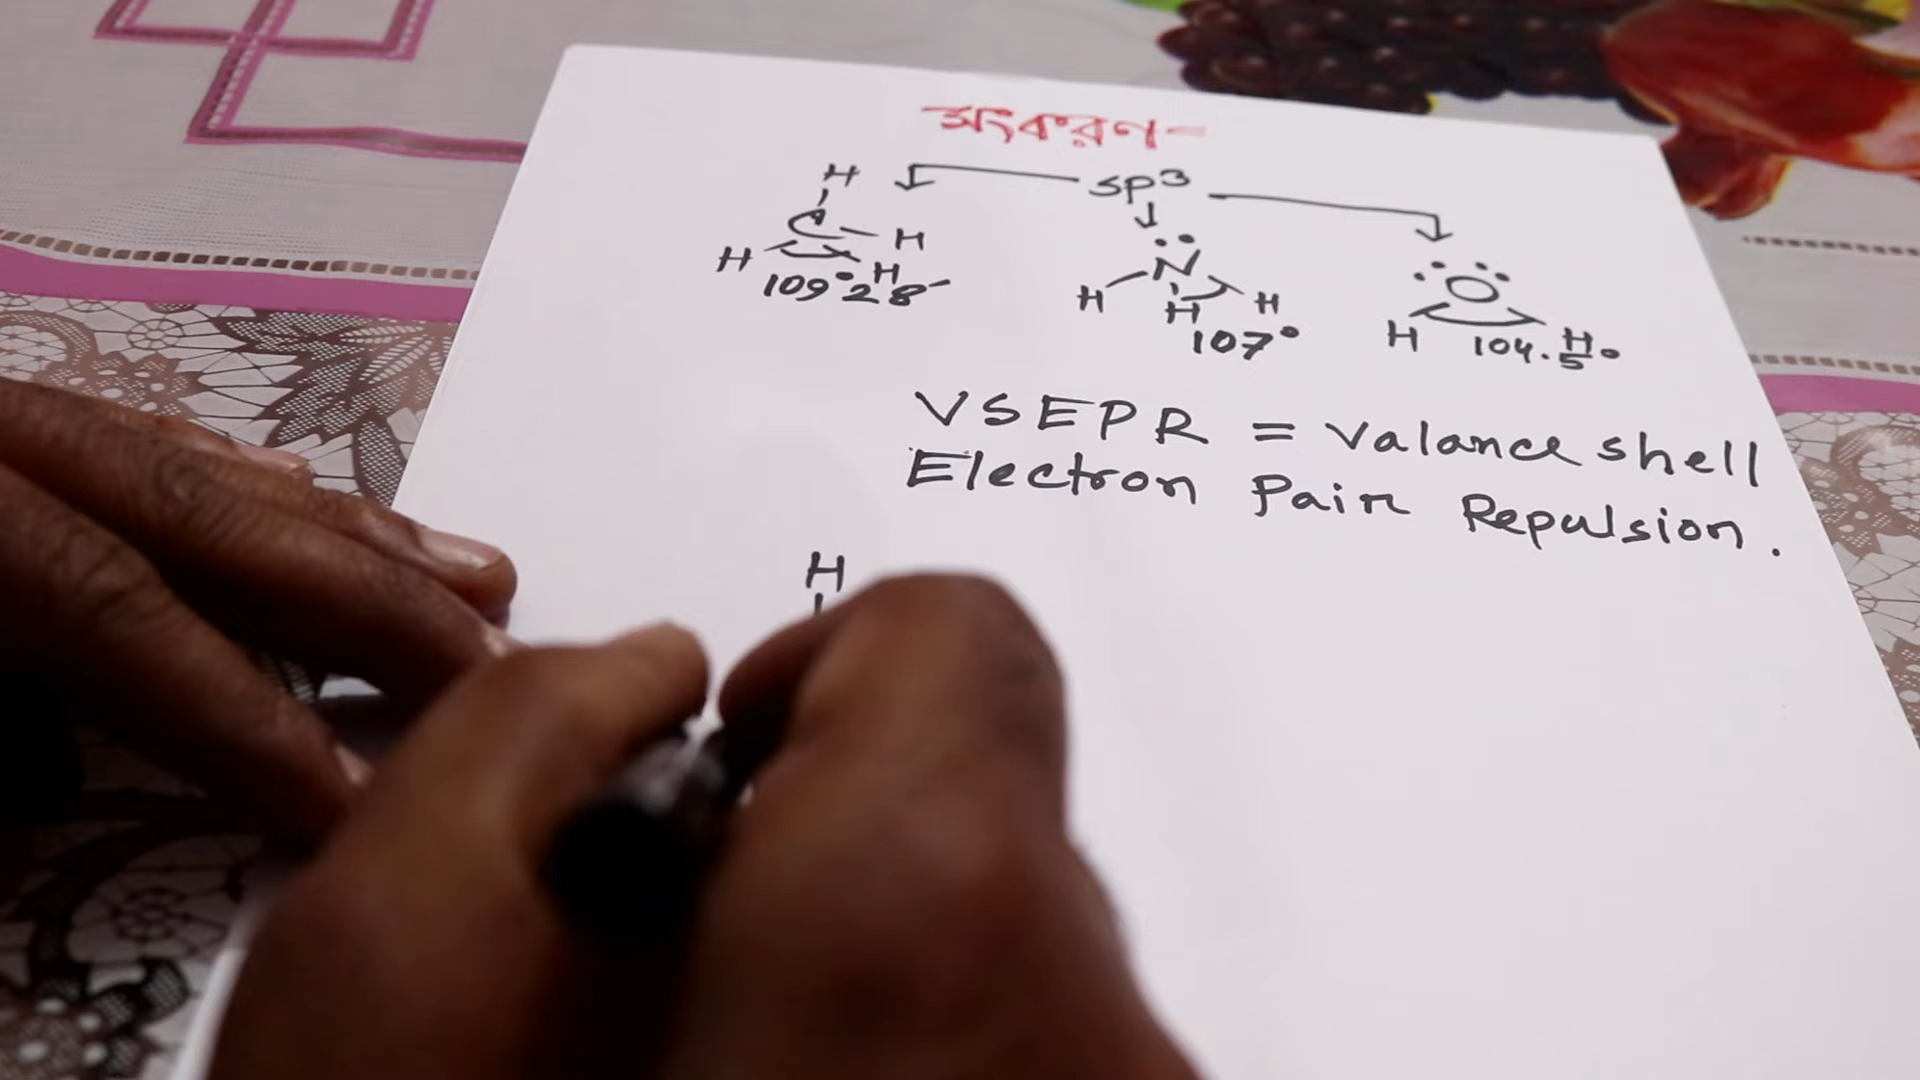 সংকরণ-
sp³
H
C H
H H
109°28'
N
H H H
107°
O
H H
104.5°
VSEPR = Valance shell
Electron Pair Repulsion.
H